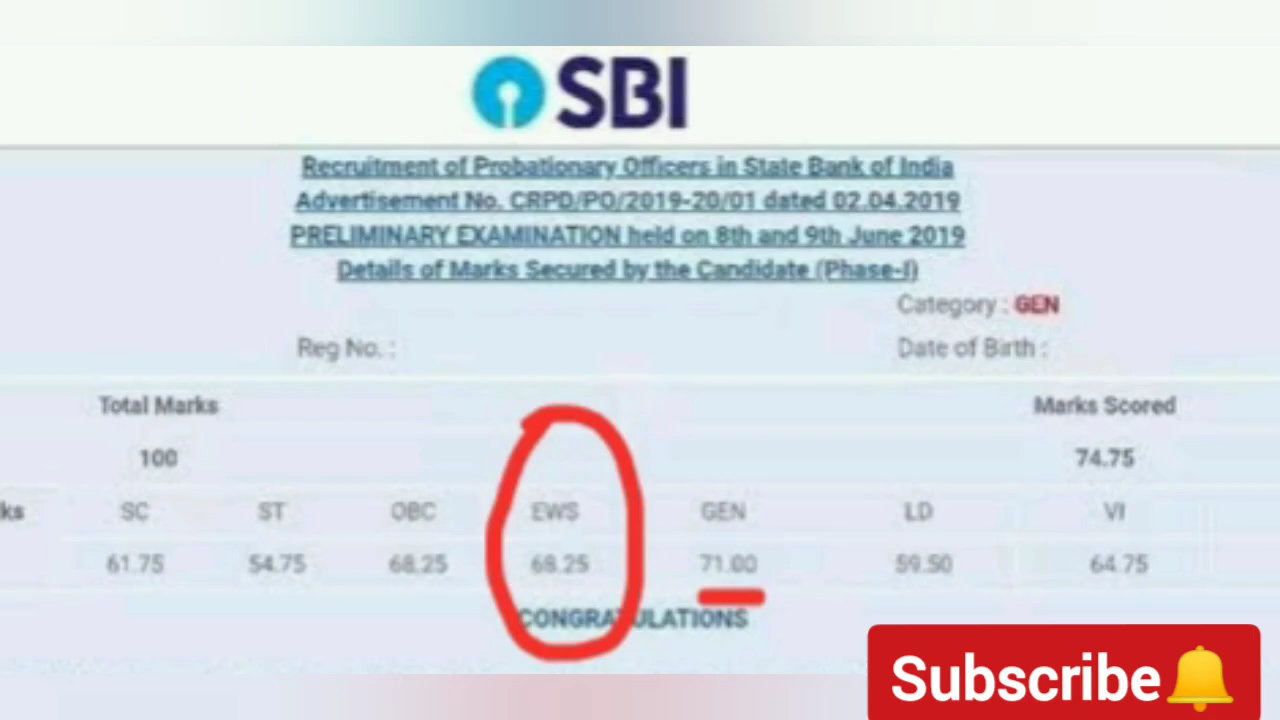 SBI
Recruitment of Probationary Officers in State Bank of India
Advertisement No. CRPD/PO/2019-20/01 dated 02.04.2019
PRELIMINARY EXAMINATION held on 8th and 9th June 2019
Details of Marks Secured by the Candidate (Phase-I)
Category : GEN
Reg No. : Date of Birth :
Total Marks Marks Scored
100 74.75
ks SC ST OBC EWS GEN LD VI
61.75 54.75 68.25 68.25 71.00 59.50 64.75
CONGRATULATIONS
Subscribe